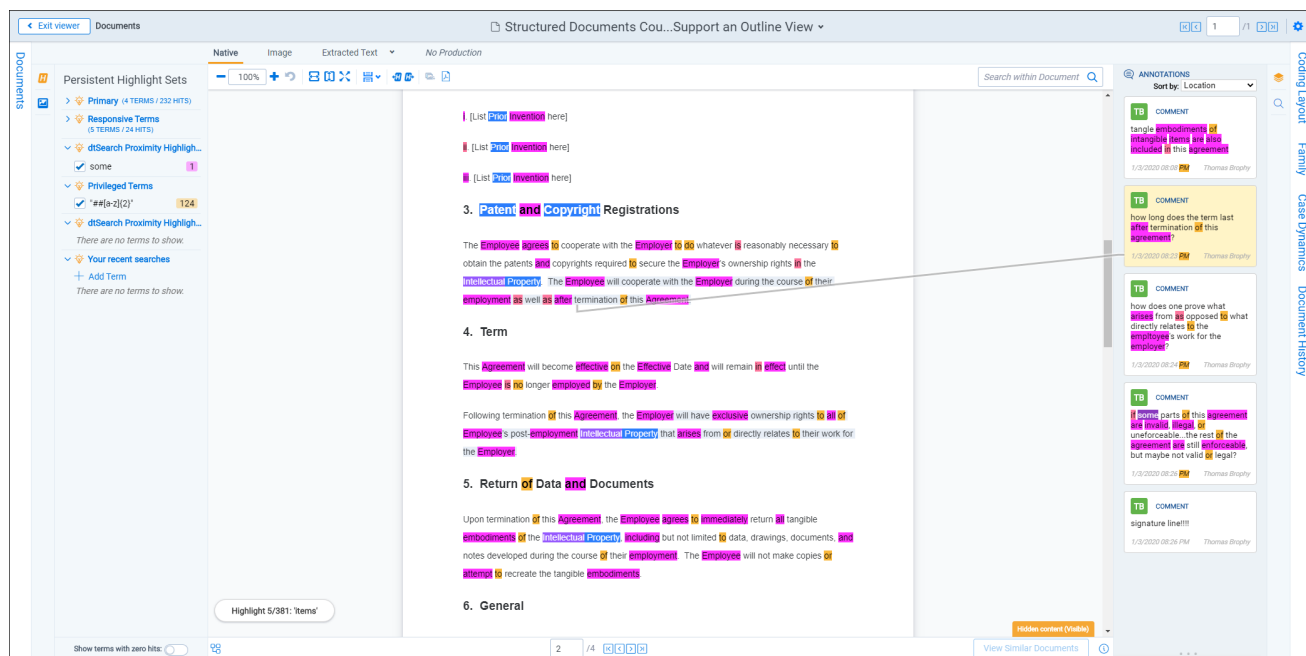 Exit viewer
Documents
Structured Documents Cou...Support an Outline View
1 /1
Documents
Native Image Extracted Text No Production
Persistent Highlight Sets
100%
Search within Document
Primary (4 TERMS / 232 HITS)
Responsive Terms
(5 TERMS / 24 HITS)
dtSearch Proximity Highligh...
some 1
Privileged Terms
"##[a-z]{2}" 124
dtSearch Proximity Highligh...
There are no terms to show.
Your recent searches
Add Term
There are no terms to show.
Show terms with zero hits:
i. [List Prior Invention here]
ii. [List Prior Invention here]
iii. [List Prior Invention here]
3. Patent and Copyright Registrations
The Employee agrees to cooperate with the Employer to do whatever is reasonably necessary to
obtain the patents and copyrights required to secure the Employer's ownership rights in the
Intellectual Property. The Employee will cooperate with the Employer during the course of their
employment as well as after termination of this Agreement.
4. Term
This Agreement will become effective on the Effective Date and will remain in effect until the
Employee is no longer employed by the Employer.
Following termination of this Agreement, the Employer will have exclusive ownership rights to all of
Employee's post-employment Intellectual Property that arises from or directly relates to their work for
the Employer.
5. Return of Data and Documents
Upon termination of this Agreement, the Employee agrees to immediately return all tangible
embodiments of the Intellectual Property, including but not limited to data, drawings, documents, and
notes developed during the course of their employment. The Employee will not make copies or
attempt to recreate the tangible embodiments.
6. General
Highlight 5/381: 'items'
Hidden content (Visible)
2 /4
View Similar Documents
ANNOTATIONS
Sort by: Location
TB COMMENT
tangle embodiments of
intangible items are also
included in this agreement
1/3/2020 08:08 PM Thomas Brophy
TB COMMENT
how long does the term last
after termination of this
agreement?
1/3/2020 08:23 PM Thomas Brophy
TB COMMENT
how does one prove what
arises from as opposed to what
directly relates to the
empltoyee's work for the
employer?
1/3/2020 08:24 PM Thomas Brophy
TB COMMENT
if some parts of this agreement
are invalid, illegal, or
uneforceable...the rest of the
agreement are still enforceable,
but maybe not valid or legal?
1/3/2020 08:26 PM Thomas Brophy
TB COMMENT
signature line!!!!
1/3/2020 08:26 PM Thomas Brophy
Coding Layout
Family
Case Dynamics
Document History